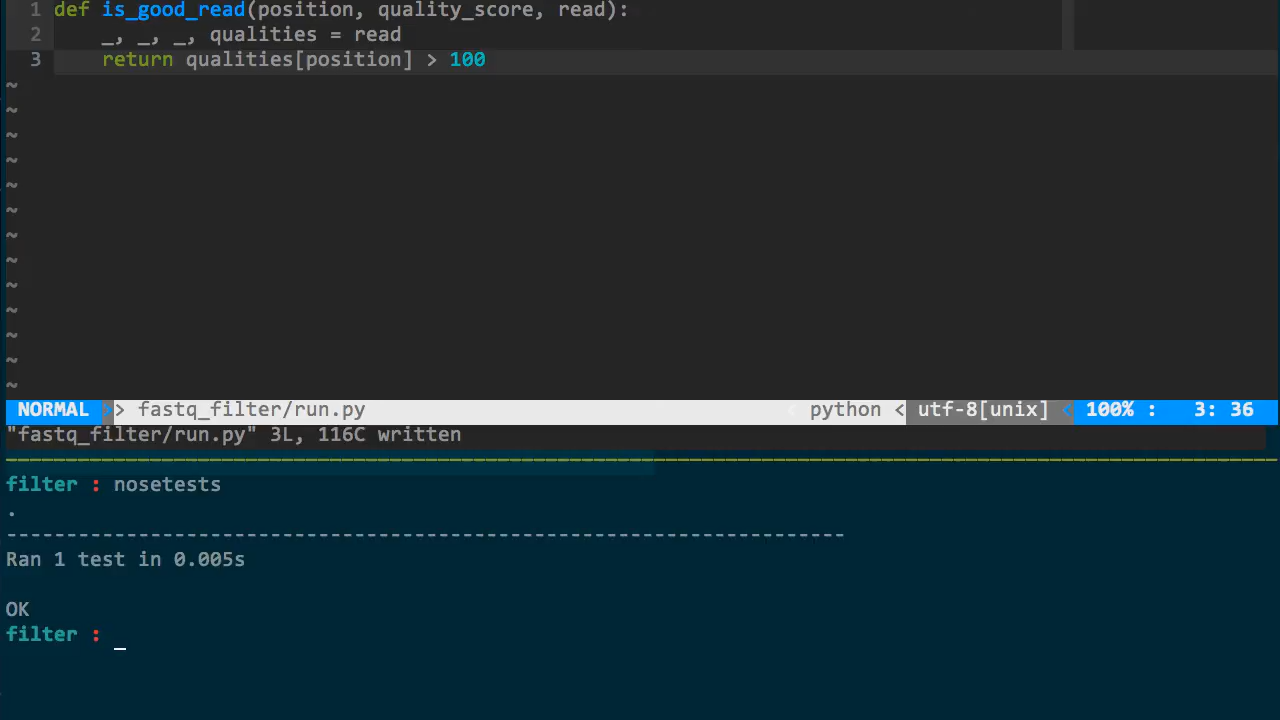 1 def is_good_read(position, quality_score, read):
2     _, _, _, qualities = read
3     return qualities[position] > 100
~
~
~
~
~
~
~
~
~
~
~
~
~
NORMAL > fastq_filter/run.py python < utf-8[unix] < 100% : 3: 36
"fastq_filter/run.py" 3L, 116C written
filter : nosetests
.
----------------------------------------------------------------------
Ran 1 test in 0.005s
OK
filter : _